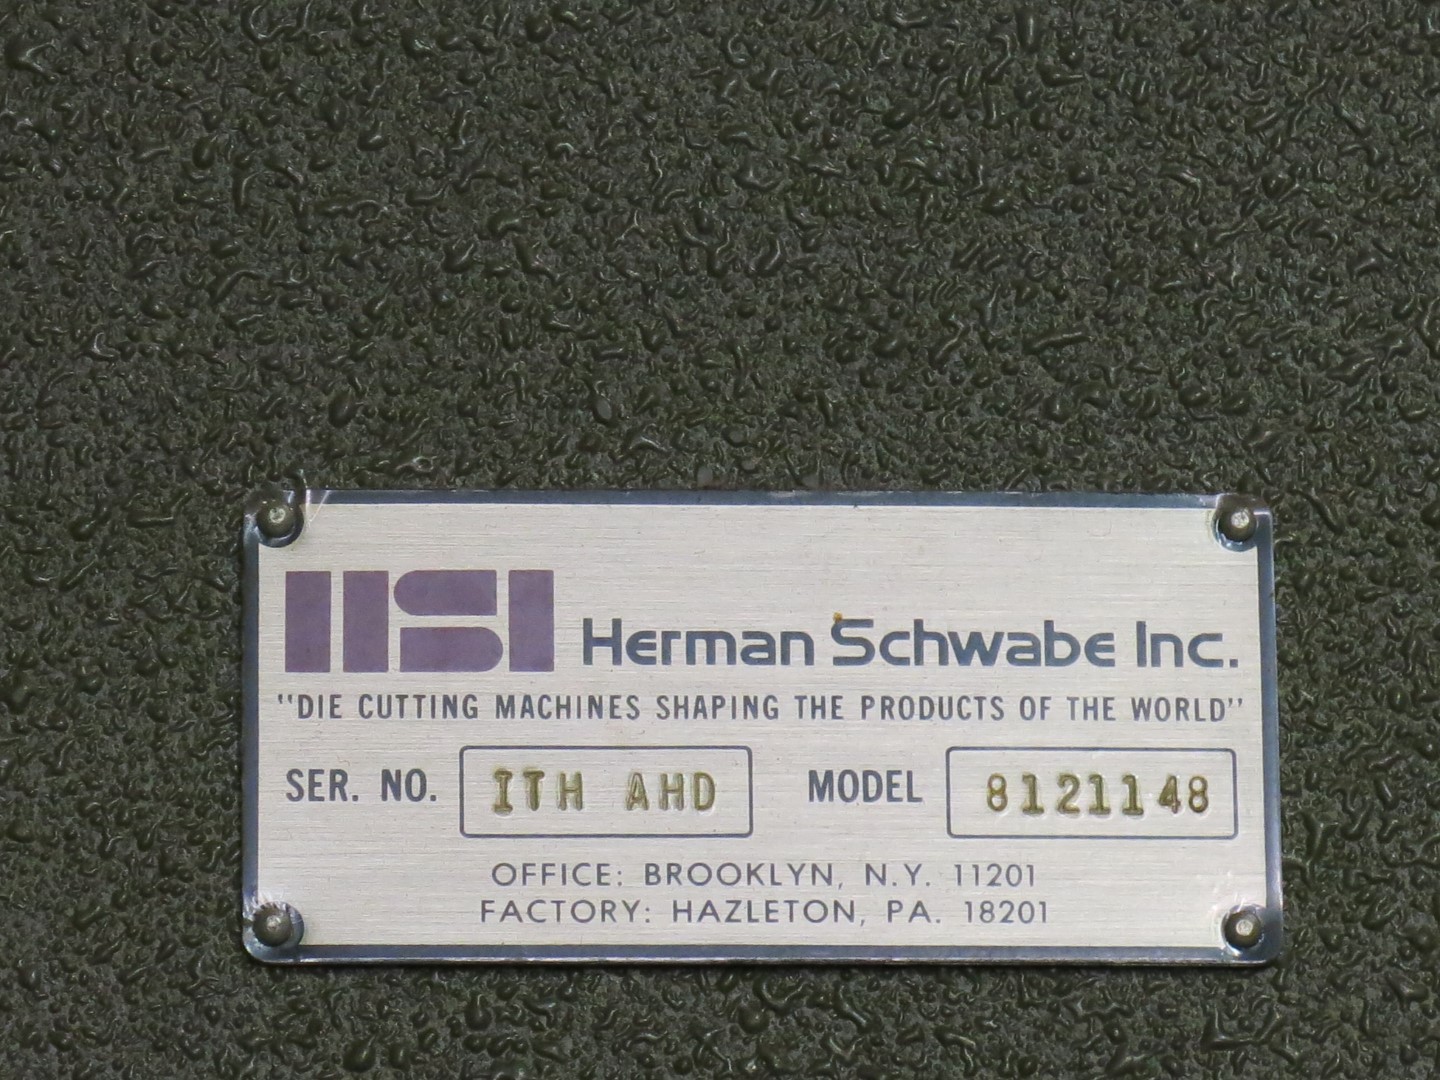 HSI Herman Schwabe Inc.
"DIE CUTTING MACHINES SHAPING THE PRODUCTS OF THE WORLD"
SER. NO. ITH AHD MODEL 8121148
OFFICE: BROOKLYN, N.Y. 11201
FACTORY: HAZLETON, PA. 18201